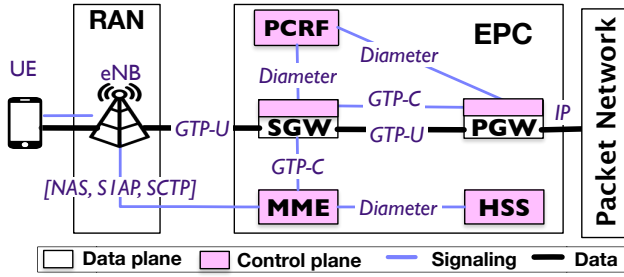 RAN
PCRF
EPC
UE
eNB
Diameter
Diameter
GTP-C
IP
GTP-U
SGW
GTP-U
PGW
GTP-C
[NAS, S1AP, SCTP]
MME
Diameter
HSS
Packet Network
Data plane
Control plane
Signaling
Data